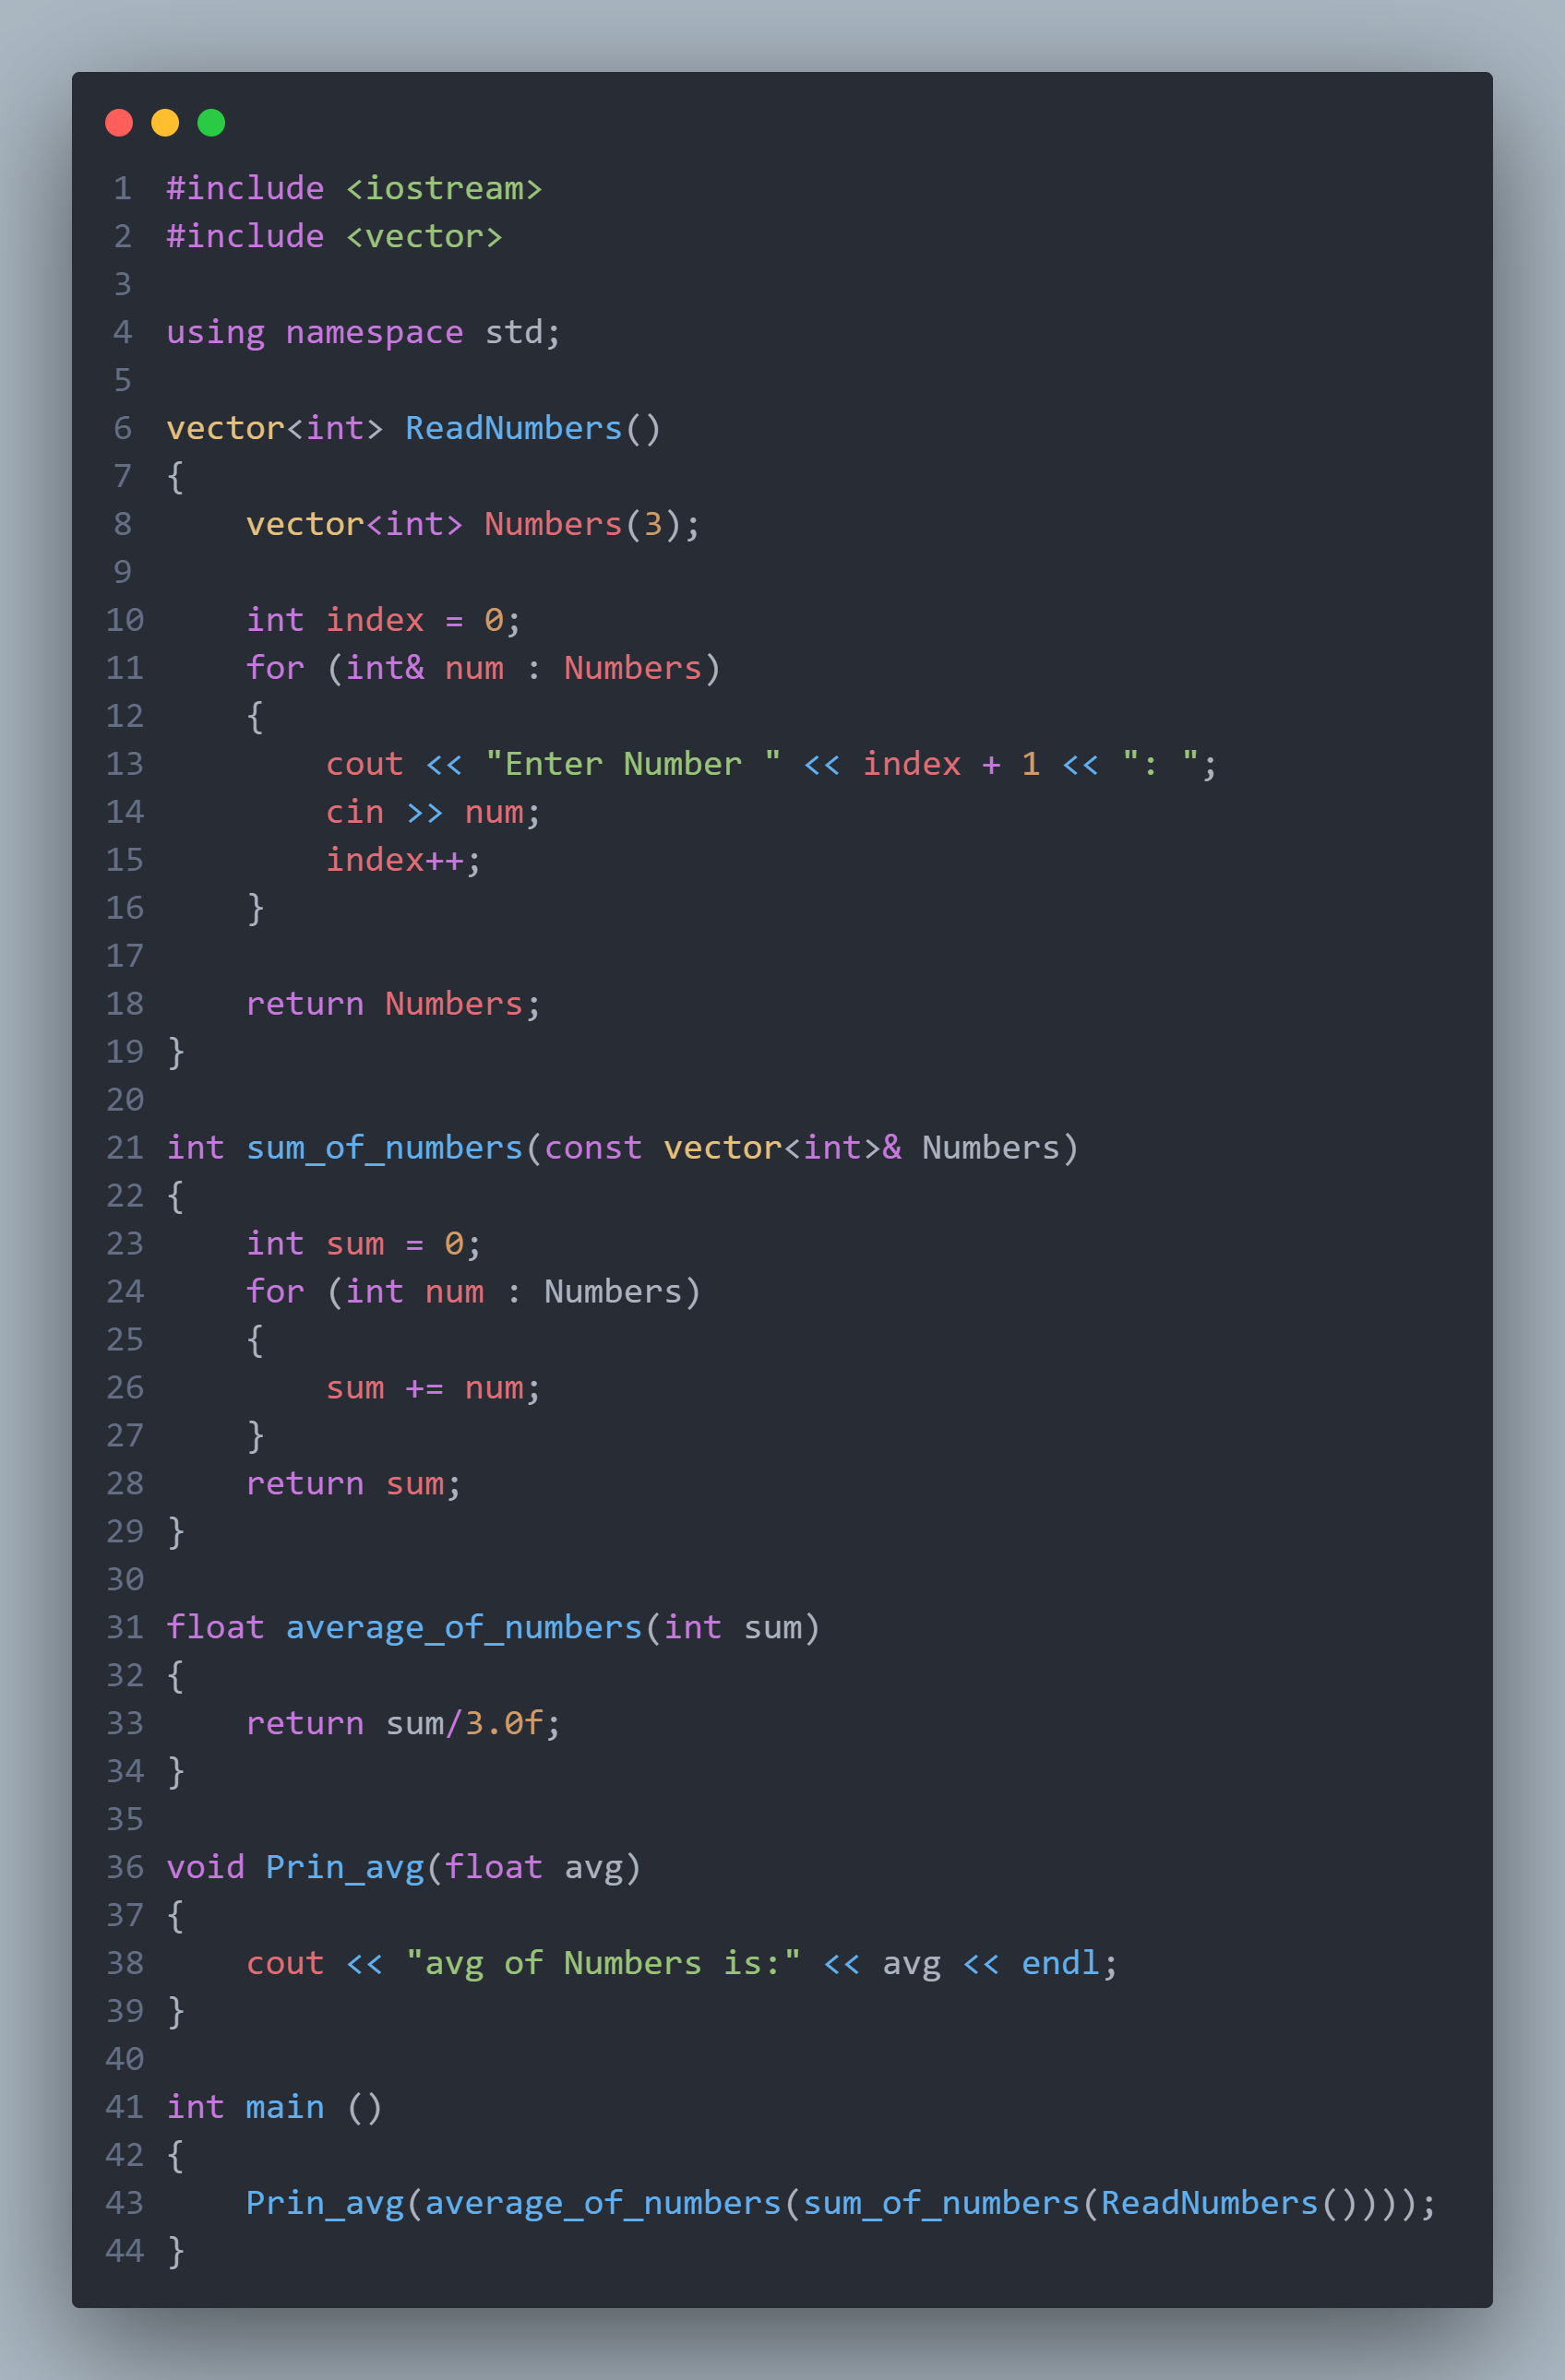 1 #include <iostream>
2 #include <vector>
3
4 using namespace std;
5
6 vector<int> ReadNumbers()
7 {
8     vector<int> Numbers(3);
9
10     int index = 0;
11     for (int& num : Numbers)
12     {
13         cout << "Enter Number " << index + 1 << ": ";
14         cin >> num;
15         index++;
16     }
17
18     return Numbers;
19 }
20
21 int sum_of_numbers(const vector<int>& Numbers)
22 {
23     int sum = 0;
24     for (int num : Numbers)
25     {
26         sum += num;
27     }
28     return sum;
29 }
30
31 float average_of_numbers(int sum)
32 {
33     return sum/3.0f;
34 }
35
36 void Prin_avg(float avg)
37 {
38     cout << "avg of Numbers is:" << avg << endl;
39 }
40
41 int main ()
42 {
43     Prin_avg(average_of_numbers(sum_of_numbers(ReadNumbers())));
44 }